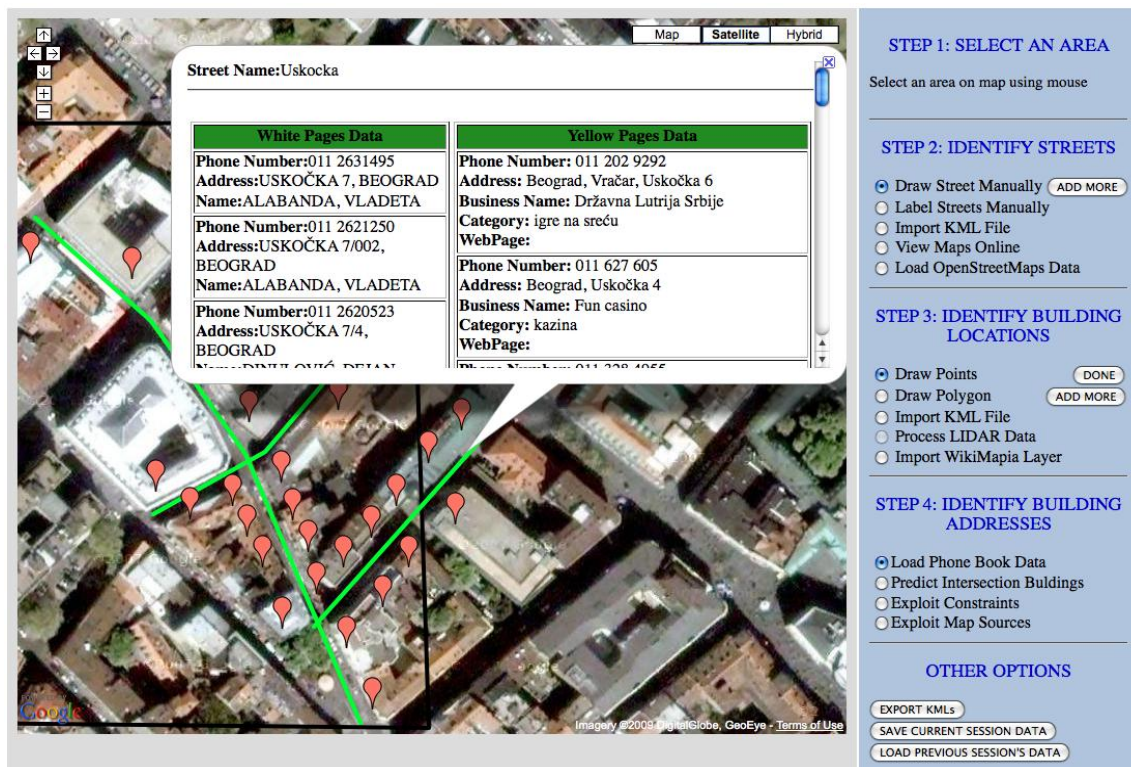 Map Satellite Hybrid
Street Name:Uskocka
White Pages Data
Phone Number:011 2631495
Address:USKOČKA 7, BEOGRAD
Name:ALABANDA, VLADETA
Phone Number:011 2621250
Address:USKOČKA 7/002,
BEOGRAD
Name:ALABANDA, VLADETA
Phone Number:011 2620523
Address:USKOČKA 7/4,
BEOGRAD
Yellow Pages Data
Phone Number: 011 202 9292
Address: Beograd, Vračar, Uskočka 6
Business Name: Državna Lutrija Srbije
Category: igre na sreću
WebPage:
Phone Number: 011 627 605
Address: Beograd, Uskočka 4
Business Name: Fun casino
Category: kazina
WebPage:
Google
Imagery ©2009 DigitalGlobe, GeoEye - Terms of Use
STEP 1: SELECT AN AREA
Select an area on map using mouse
STEP 2: IDENTIFY STREETS
Draw Street Manually ADD MORE
Label Streets Manually
Import KML File
View Maps Online
Load OpenStreetMaps Data
STEP 3: IDENTIFY BUILDING
LOCATIONS
Draw Points DONE
Draw Polygon ADD MORE
Import KML File
Process LIDAR Data
Import WikiMapia Layer
STEP 4: IDENTIFY BUILDING
ADDRESSES
Load Phone Book Data
Predict Intersection Buldings
Exploit Constraints
Exploit Map Sources
OTHER OPTIONS
EXPORT KMLs
SAVE CURRENT SESSION DATA
LOAD PREVIOUS SESSION'S DATA